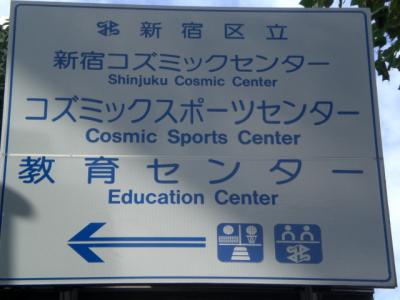 新宿区立
新宿コズミックセンター
Shinjuku Cosmic Center
コズミックスポーツセンター
Cosmic Sports Center
教育センター
Education Center